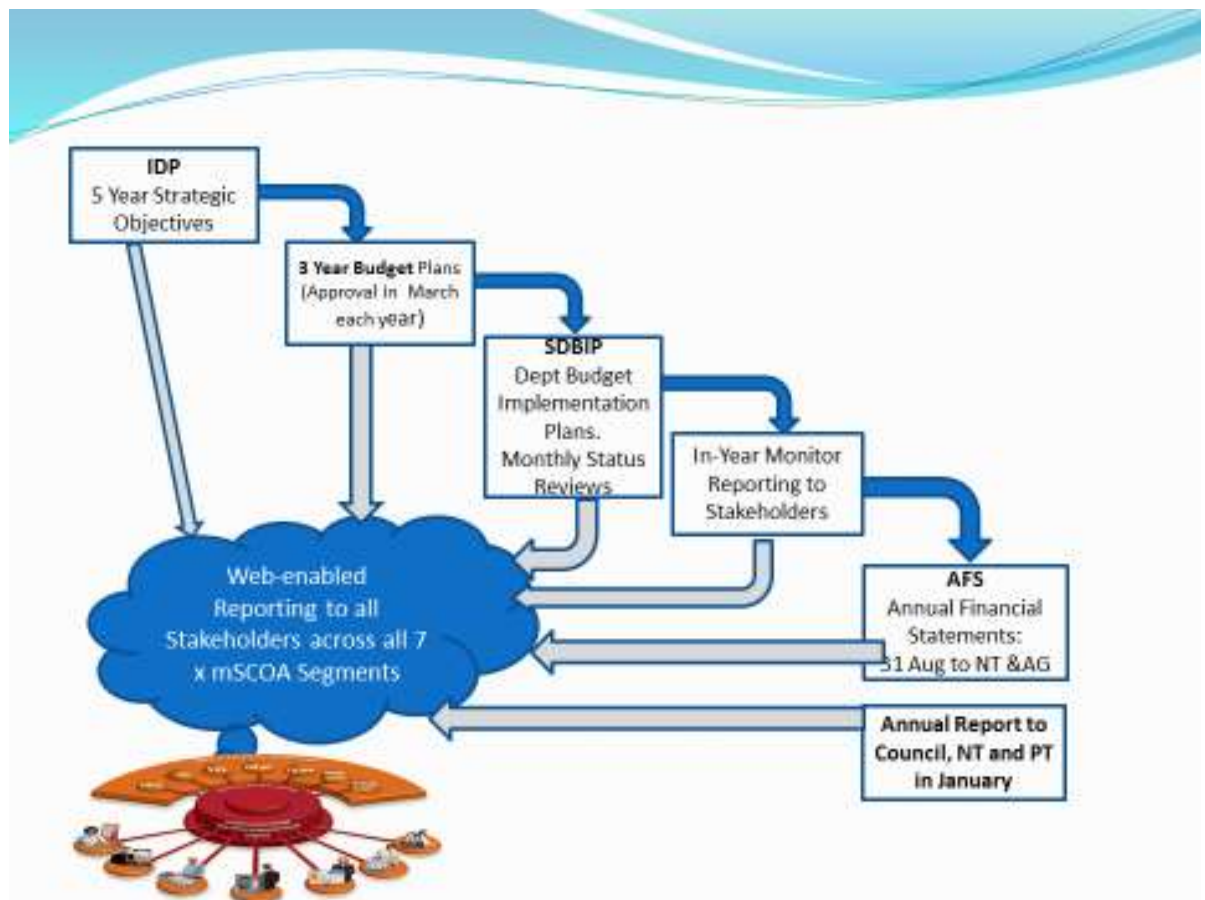 IDP
5 Year Strategic
Objectives
3 Year Budget Plans
(Approval in March
each year)
SDBIP
Dept Budget
Implementation
Plans.
Monthly Status
Reviews
In-Year Monitor
Reporting to
Stakeholders
AFS
Annual Financial
Statements:
31 Aug to NT &AG
Web-enabled
Reporting to all
Stakeholders across all 7
x mSCOA Segments
Annual Report to
Council, NT and PT
in January